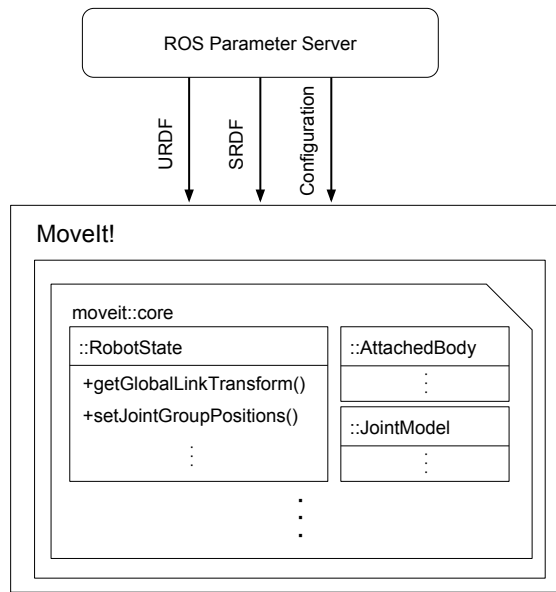 ROS Parameter Server
URDF
SRDF
Configuration
MoveIt!
moveit::core
::RobotState
+getGlobalLinkTransform()
+setJointGroupPositions()
::AttachedBody
::JointModel